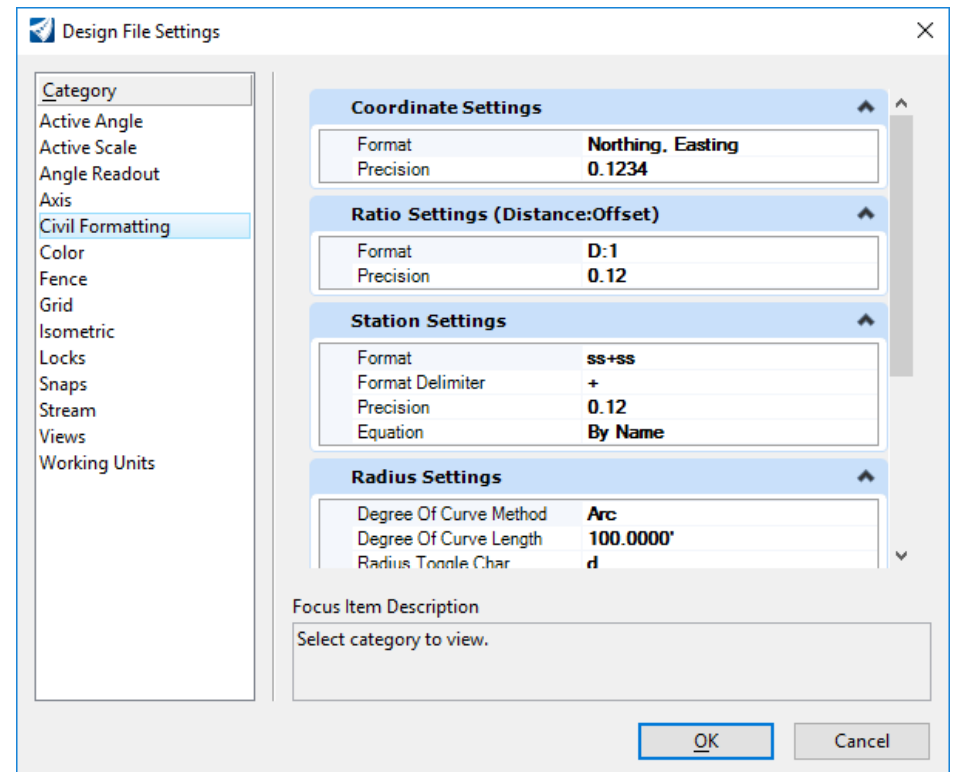 Design File Settings
Category
Active Angle
Active Scale
Angle Readout
Axis
Civil Formatting
Color
Fence
Grid
Isometric
Locks
Snaps
Stream
Views
Working Units
Coordinate Settings
Format Northing, Easting
Precision 0.1234
Ratio Settings (Distance:Offset)
Format D:1
Precision 0.12
Station Settings
Format ss+ss
Format Delimiter +
Precision 0.12
Equation By Name
Radius Settings
Degree Of Curve Method Arc
Degree Of Curve Length 100.0000'
Radius Toggle Char d
Focus Item Description
Select category to view.
OK Cancel